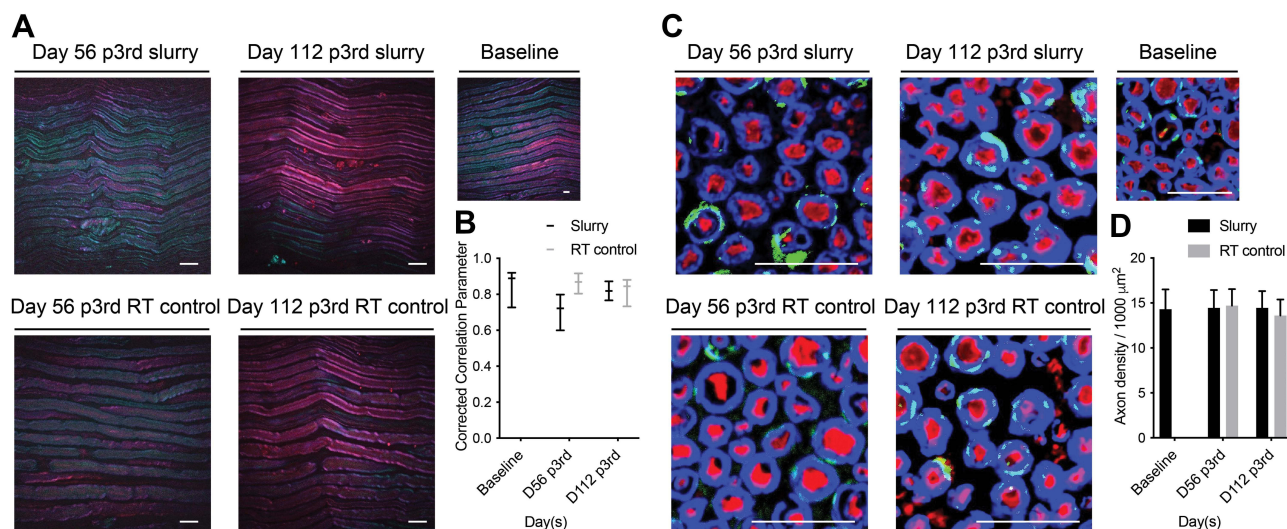 A
Day 56 p3rd slurry
Day 112 p3rd slurry
Baseline
Day 56 p3rd RT control
Day 112 p3rd RT control
B
Slurry
RT control
Corrected Correlation Parameter
1.0
0.8
0.6
0.4
0.2
0.0
Baseline
D56 p3rd
D112 p3rd
Day(s)
C
Day 56 p3rd slurry
Day 112 p3rd slurry
Baseline
Day 56 p3rd RT control
Day 112 p3rd RT control
D
Slurry
RT control
Axon density / 1000 μm²
20
15
10
5
0
Baseline
D56 p3rd
D112 p3rd
Day(s)